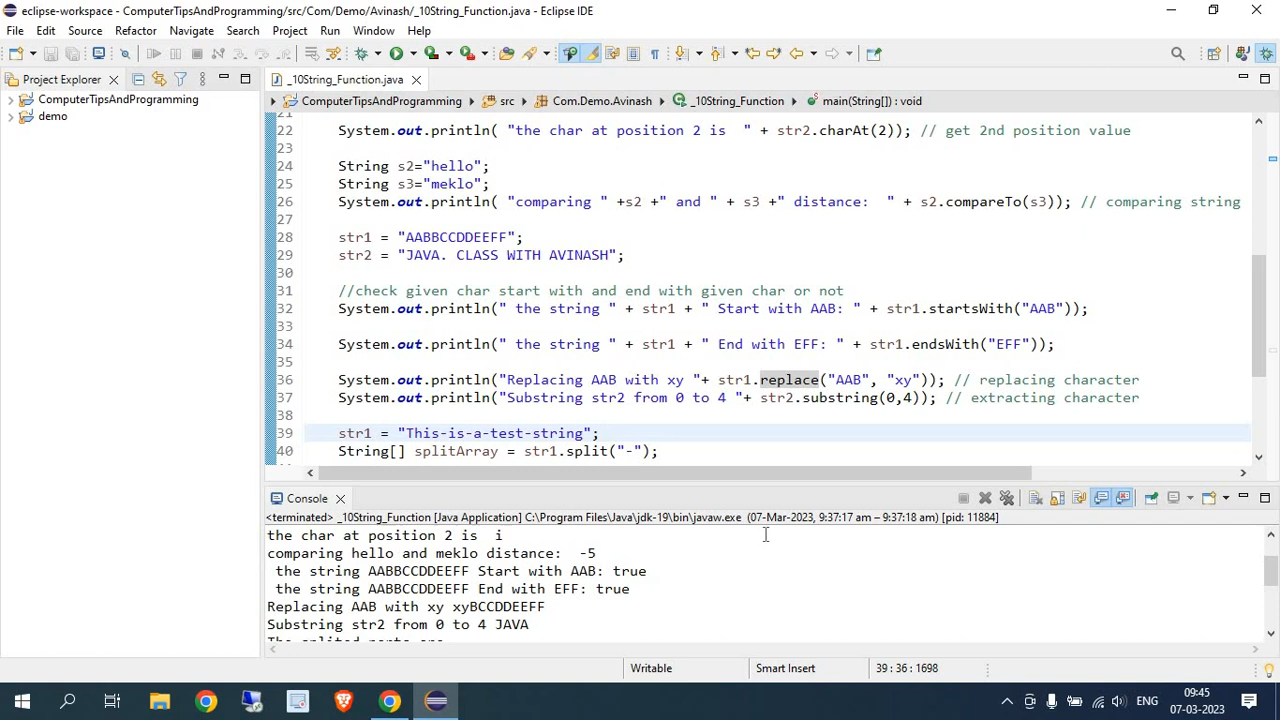 eclipse-workspace - ComputerTipsAndProgramming/src/Com/Demo/Avinash/_10String_Function.java - Eclipse IDE
File Edit Source Refactor Navigate Search Project Run Window Help
Project Explorer
_10String_Function.java
ComputerTipsAndProgramming
demo
ComputerTipsAndProgramming src Com.Demo.Avinash _10String_Function main(String[]) : void
21
22 System.out.println( "the char at position 2 is  " + str2.charAt(2)); // get 2nd position value
23
24 String s2="hello";
25 String s3="meklo";
26 System.out.println( "comparing " +s2 +" and " + s3 +" distance:  " + s2.compareTo(s3)); // comparing string
27
28 str1 = "AABBCCDDEEFF";
29 str2 = "JAVA. CLASS WITH AVINASH";
30
31 //check given char start with and end with given char or not
32 System.out.println(" the string " + str1 + " Start with AAB: " + str1.startsWith("AAB"));
33
34 System.out.println(" the string " + str1 + " End with EFF: " + str1.endsWith("EFF"));
35
36 System.out.println("Replacing AAB with xy "+ str1.replace("AAB", "xy")); // replacing character
37 System.out.println("Substring str2 from 0 to 4 "+ str2.substring(0,4)); // extracting character
38
39 str1 = "This-is-a-test-string";
40 String[] splitArray = str1.split("-");
Console
<terminated> _10String_Function [Java Application] C:\Program Files\Java\jdk-19\bin\javaw.exe (07-Mar-2023, 9:37:17 am – 9:37:18 am) [pid: 11884]
the char at position 2 is  i
comparing hello and meklo distance:  -5
the string AABBCCDDEEFF Start with AAB: true
the string AABBCCDDEEFF End with EFF: true
Replacing AAB with xy xyBCCDDEEFF
Substring str2 from 0 to 4 JAVA
The splited parts are
Writable Smart Insert 39 : 36 : 1698
ENG 09:45
07-03-2023